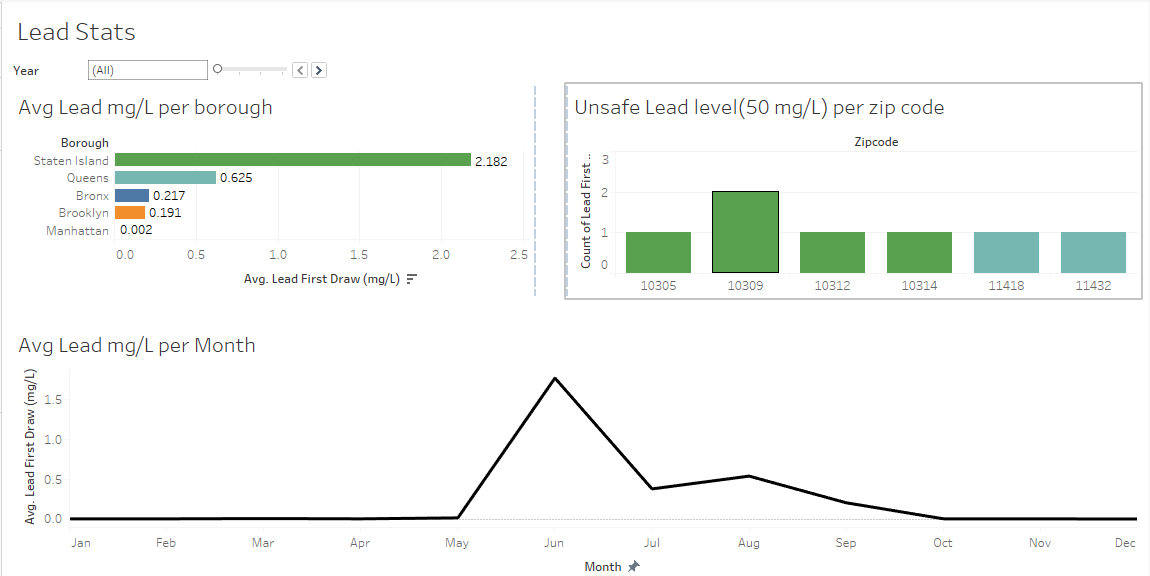 Lead Stats
Year (All)
Avg Lead mg/L per borough
Borough
Staten Island 2.182
Queens 0.625
Bronx 0.217
Brooklyn 0.191
Manhattan 0.002
0.0 0.5 1.0 1.5 2.0 2.5
Avg. Lead First Draw (mg/L)
Unsafe Lead level(50 mg/L) per zip code
Zipcode
Count of Lead First ..
3
2
1
0
10305 10309 10312 10314 11418 11432
Avg Lead mg/L per Month
Avg. Lead First Draw (mg/L)
1.5
1.0
0.5
0.0
Jan Feb Mar Apr May Jun Jul Aug Sep Oct Nov Dec
Month